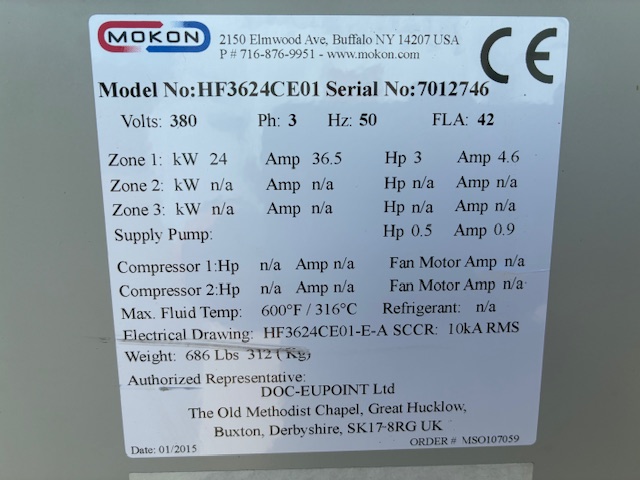 MOKON
2150 Elmwood Ave, Buffalo NY 14207 USA
P # 716-876-9951 - www.mokon.com
CE
Model No:HF3624CE01 Serial No:7012746
Volts: 380 Ph: 3 Hz: 50 FLA: 42
Zone 1: kW 24 Amp 36.5 Hp 3 Amp 4.6
Zone 2: kW n/a Amp n/a Hp n/a Amp n/a
Zone 3: kW n/a Amp n/a Hp n/a Amp n/a
Supply Pump: Hp 0.5 Amp 0.9
Compressor 1:Hp n/a Amp n/a Fan Motor Amp n/a
Compressor 2:Hp n/a Amp n/a Fan Motor Amp n/a
Max. Fluid Temp: 600°F / 316°C Refrigerant: n/a
Electrical Drawing: HF3624CE01-E-A SCCR: 10kA RMS
Weight: 686 Lbs 312 ( Kg)
Authorized Representative:
DOC-EUPOINT Ltd
The Old Methodist Chapel, Great Hucklow,
Buxton, Derbyshire, SK17-8RG UK
Date: 01/2015 ORDER # MSO107059